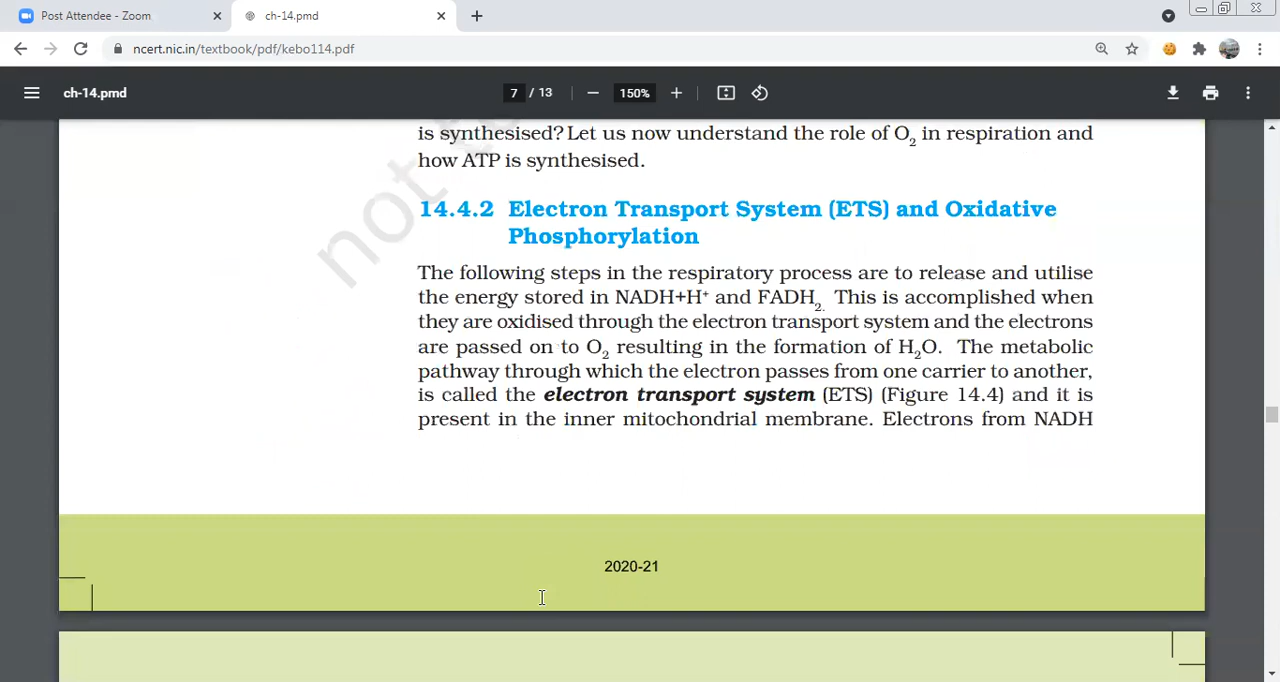 Post Attendee - Zoom
ch-14.pmd
ncert.nic.in/textbook/pdf/kebo114.pdf
ch-14.pmd
7 / 13
150%
is synthesised? Let us now understand the role of O2 in respiration and
how ATP is synthesised.
not
14.4.2 Electron Transport System (ETS) and Oxidative
Phosphorylation
The following steps in the respiratory process are to release and utilise
the energy stored in NADH+H+ and FADH2. This is accomplished when
they are oxidised through the electron transport system and the electrons
are passed on to O2 resulting in the formation of H2O. The metabolic
pathway through which the electron passes from one carrier to another,
is called the electron transport system (ETS) (Figure 14.4) and it is
present in the inner mitochondrial membrane. Electrons from NADH
2020-21